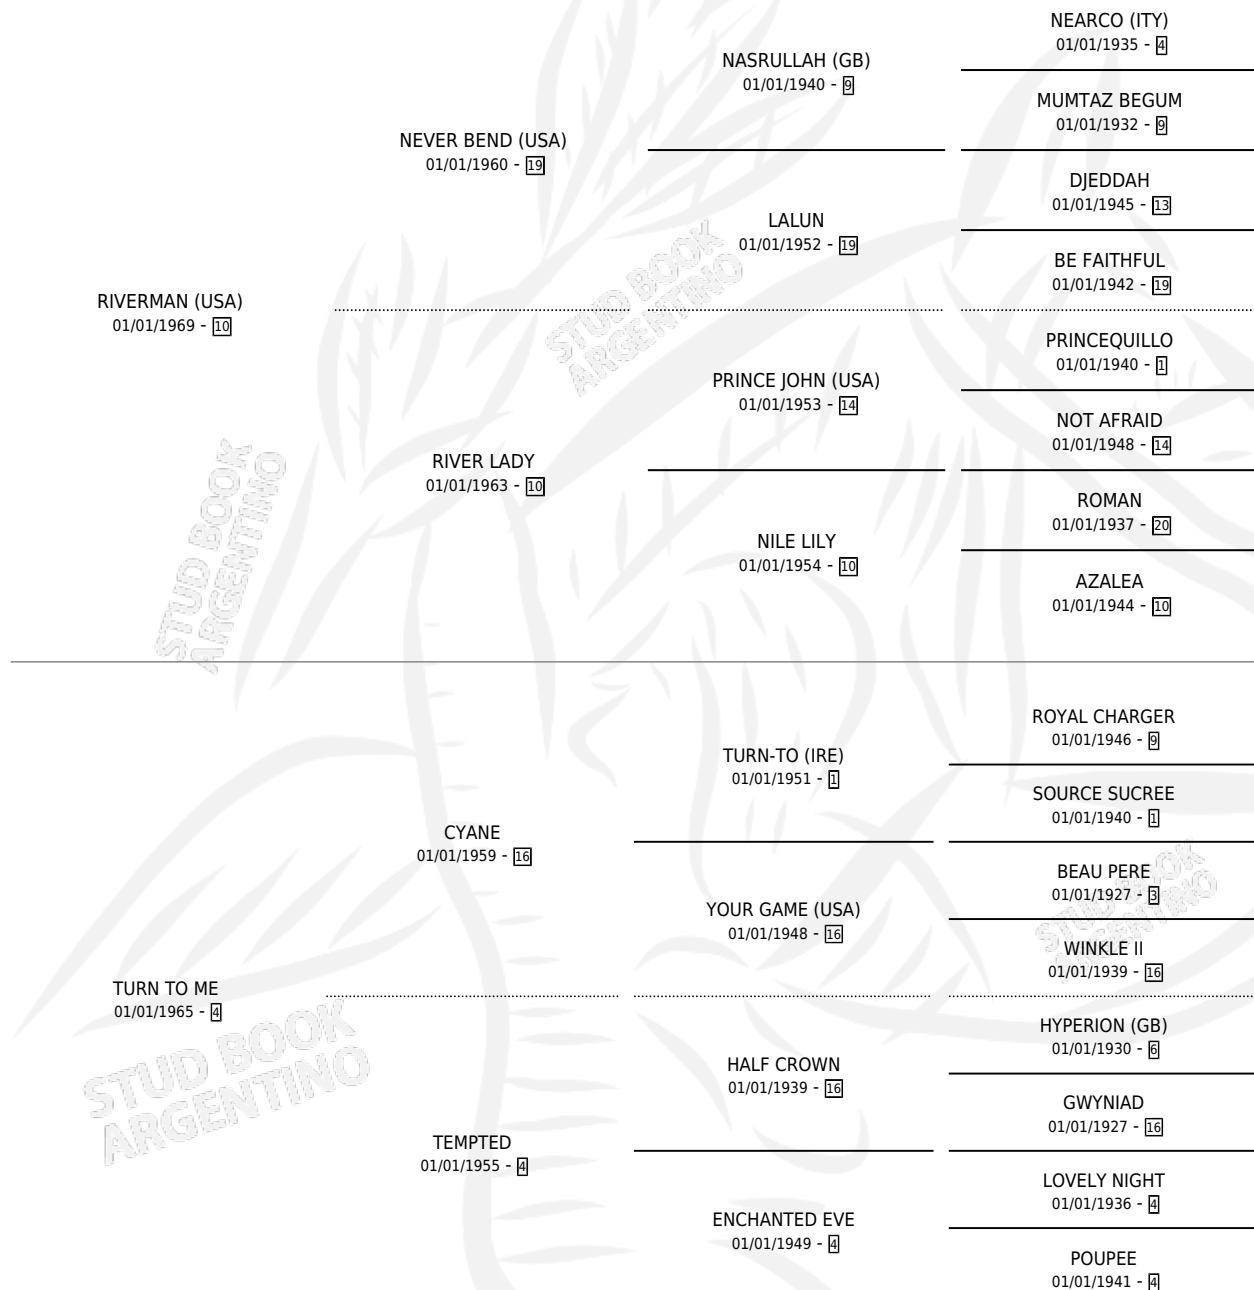 NEARCO (ITY)
01/01/1935 - 4
NASRULLAH (GB)
01/01/1940 - 9
MUMTAZ BEGUM
01/01/1932 - 9
NEVER BEND (USA)
01/01/1960 - 19
DJEDDAH
01/01/1945 - 13
LALUN
01/01/1952 - 19
BE FAITHFUL
01/01/1942 - 19
RIVERMAN (USA)
01/01/1969 - 10
PRINCEQUILLO
01/01/1940 - 1
PRINCE JOHN (USA)
01/01/1953 - 14
NOT AFRAID
01/01/1948 - 14
RIVER LADY
01/01/1963 - 10
ROMAN
01/01/1937 - 20
NILE LILY
01/01/1954 - 10
AZALEA
01/01/1944 - 10
STUD BOOK
ARGENTINO
STUD BOOK
ARGENTINO
ROYAL CHARGER
01/01/1946 - 9
TURN-TO (IRE)
01/01/1951 - 1
SOURCE SUCREE
01/01/1940 - 1
CYANE
01/01/1959 - 16
BEAU PERE
01/01/1927 - 3
YOUR GAME (USA)
01/01/1948 - 16
WINKLE II
01/01/1939 - 16
STUD BOOK
ARGENTINO
TURN TO ME
01/01/1965 - 4
HYPERION (GB)
01/01/1930 - 6
HALF CROWN
01/01/1939 - 16
GWYNIAD
01/01/1927 - 16
TEMPTED
01/01/1955 - 4
LOVELY NIGHT
01/01/1936 - 4
ENCHANTED EVE
01/01/1949 - 4
POUPEE
01/01/1941 - 4
STUD BOOK
ARGENTINO